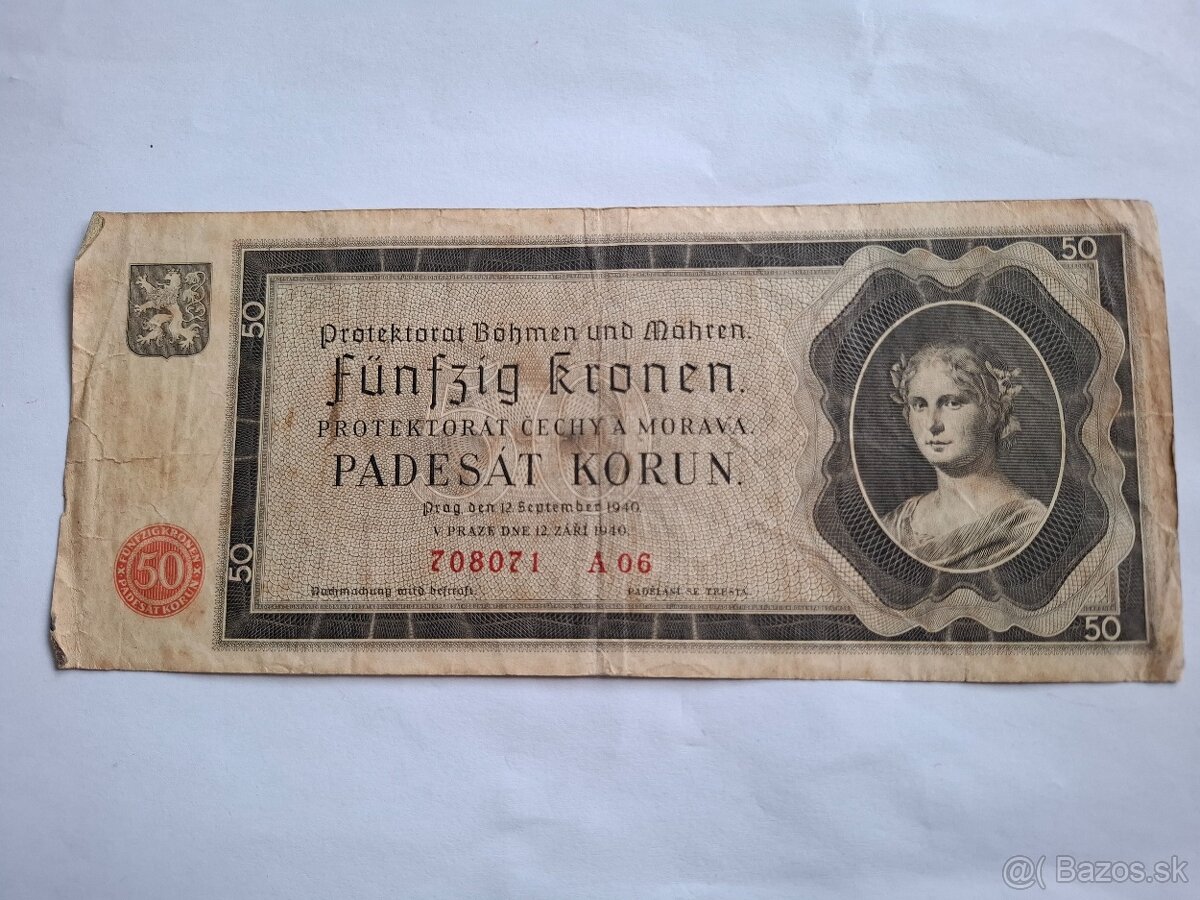 50
50
Protektorat Böhmen und Mähren.
Fünfzig Kronen.
PROTEKTORÁT ČECHY A MORAVA.
PADESÁT KORUN.
Prag den 12. September 1940.
V PRAZE DNE 12. ZÁŘÍ 1940.
708071 A 06
Nachmachung wird bestraft.
PADĚLÁNÍ SE TRESTÁ.
FÜNFZIG KRONEN
50
PADESÁT KORUN
50
50
@( Bazos.sk